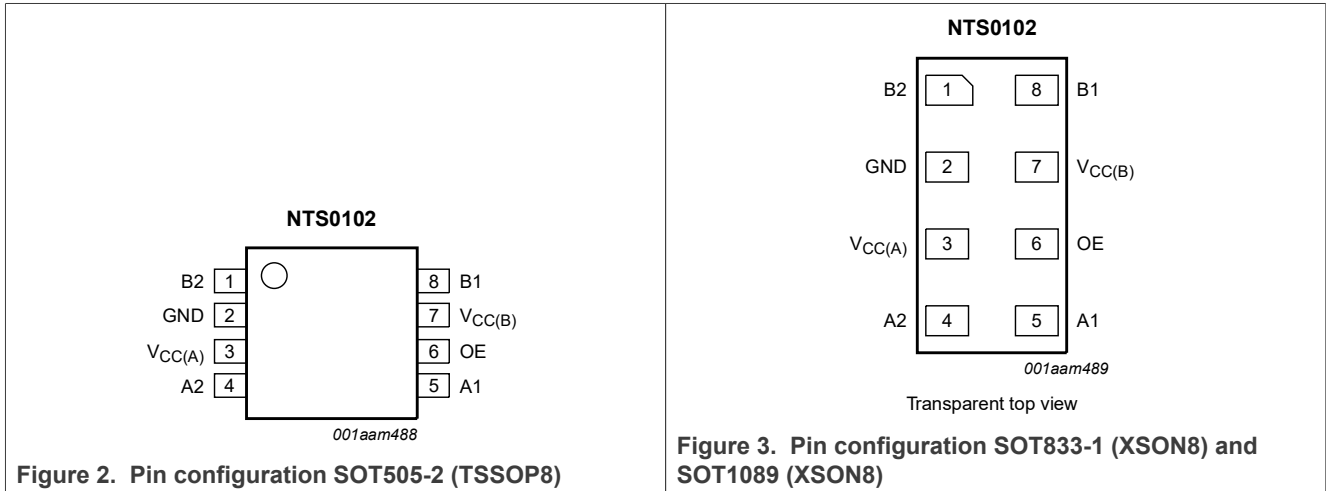 NTS0102
B2 1 8 B1
GND 2 7 VCC(B)
VCC(A) 3 6 OE
A2 4 5 A1
001aam488
Figure 2. Pin configuration SOT505-2 (TSSOP8)
NTS0102
B2 1 8 B1
GND 2 7 VCC(B)
VCC(A) 3 6 OE
A2 4 5 A1
001aam489
Transparent top view
Figure 3. Pin configuration SOT833-1 (XSON8) and
SOT1089 (XSON8)